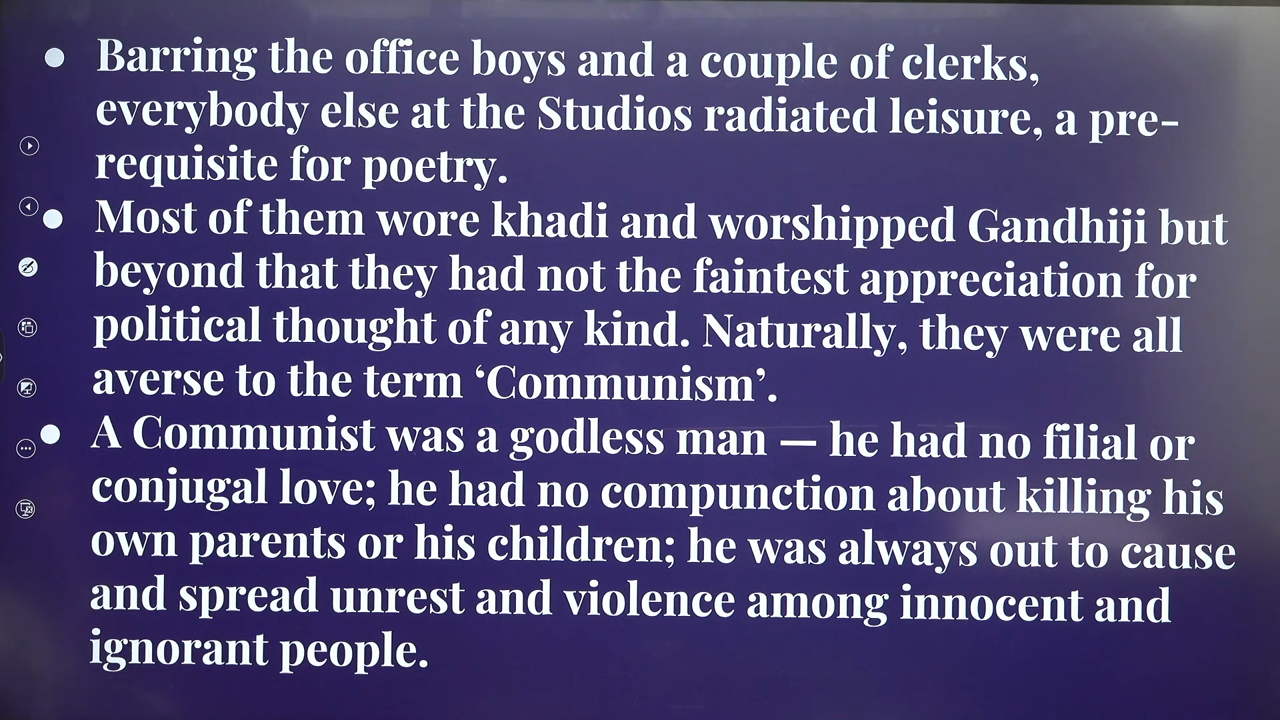 ● Barring the office boys and a couple of clerks,
everybody else at the Studios radiated leisure, a pre-
requisite for poetry.
● Most of them wore khadi and worshipped Gandhiji but
beyond that they had not the faintest appreciation for
political thought of any kind. Naturally, they were all
averse to the term ‘Communism’.
● A Communist was a godless man — he had no filial or
conjugal love; he had no compunction about killing his
own parents or his children; he was always out to cause
and spread unrest and violence among innocent and
ignorant people.